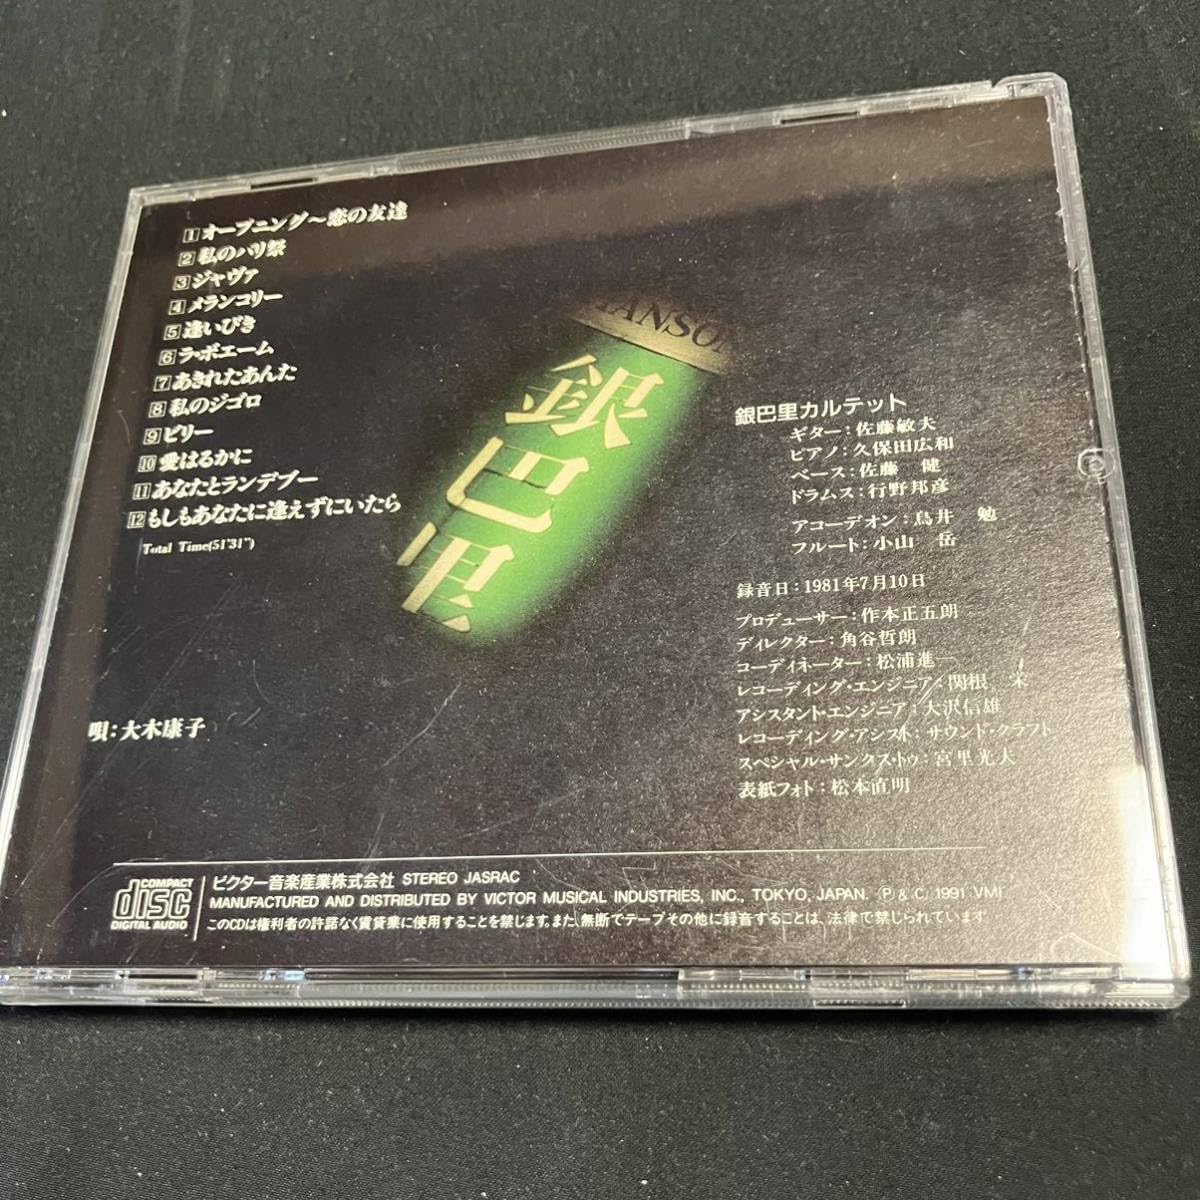 1 オープニング～恋の友達
2 私のパリ祭
3 ジャヴァ
4 メランコリー
5 逢いびき
6 ラ・ボエーム
7 あきれたあんた
8 私のジゴロ
9 ビリー
10 愛はるかに
11 あなたとランデブー
12 もしもあなたに逢えずにいたら
Total Time(51'31")
唄：大木康子
HANSON
銀巴里
銀巴里カルテット
ギター：佐藤敏夫
ピアノ：久保田広和
ベース：佐藤 健
ドラムス：行野邦彦
アコーデオン：鳥井 勉
フルート：小山 岳
録音日：1981年7月10日
プロデューサー：作本正五朗
ディレクター：角谷哲朗
コーディネーター：松浦進一
レコーディング・エンジニア：関根 栄
アシスタント・エンジニア：大沢信雄
レコーディング・アシスト：サウンド・クラフト
スペシャル・サンクス・トゥ：宮里光夫
表紙フォト：松本直明
COMPACT
disc
DIGITAL AUDIO
ビクター音楽産業株式会社 STEREO JASRAC
MANUFACTURED AND DISTRIBUTED BY VICTOR MUSICAL INDUSTRIES, INC., TOKYO, JAPAN. (P & C) 1991 VMI
このCDは権利者の許諾なく賃貸業に使用することを禁じます。また、無断でテープその他に録音することは、法律で禁じられています。